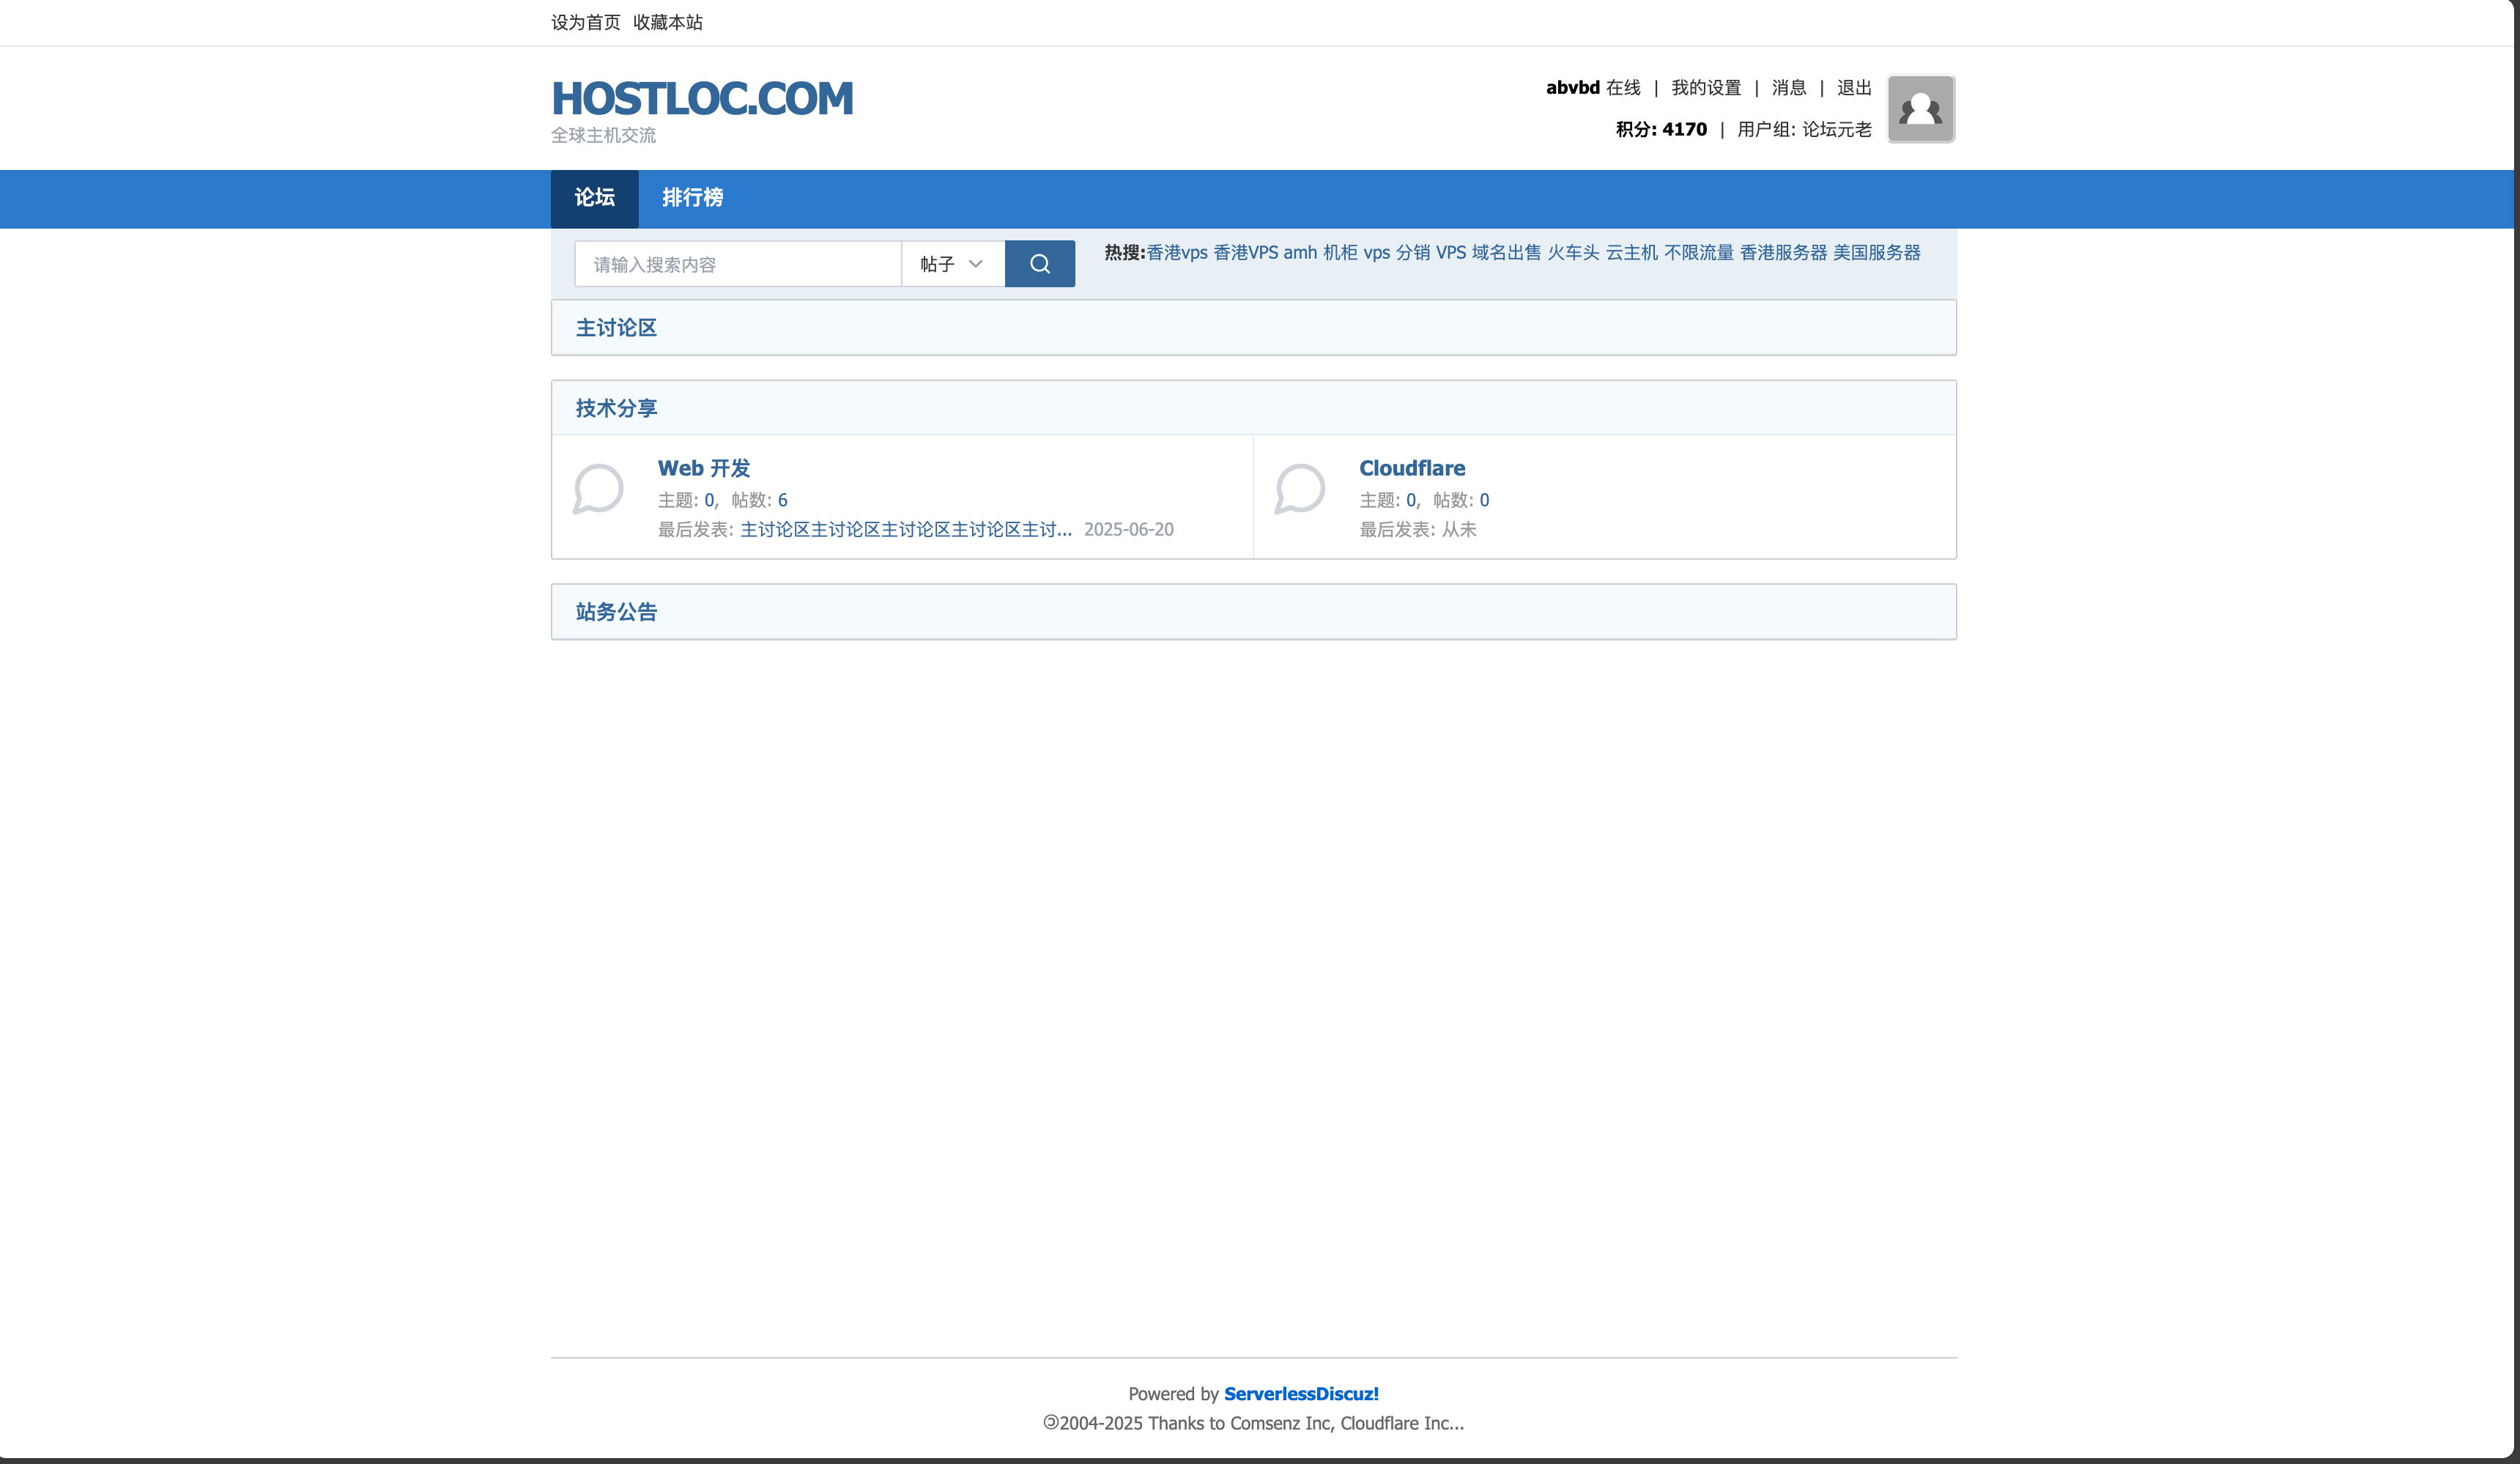 设为首页 收藏本站
HOSTLOC.COM
全球主机交流
abvbd 在线 | 我的设置 | 消息 | 退出
积分: 4170 | 用户组: 论坛元老
论坛 排行榜
请输入搜索内容 帖子
热搜:香港vps 香港VPS amh 机柜 vps 分销 VPS 域名出售 火车头 云主机 不限流量 香港服务器 美国服务器
主讨论区
技术分享
Web 开发
主题: 0, 帖数: 6
最后发表: 主讨论区主讨论区主讨论区主讨论区主讨... 2025-06-20
Cloudflare
主题: 0, 帖数: 0
最后发表: 从未
站务公告
Powered by ServerlessDiscuz!
🄯2004-2025 Thanks to Comsenz Inc, Cloudflare Inc...